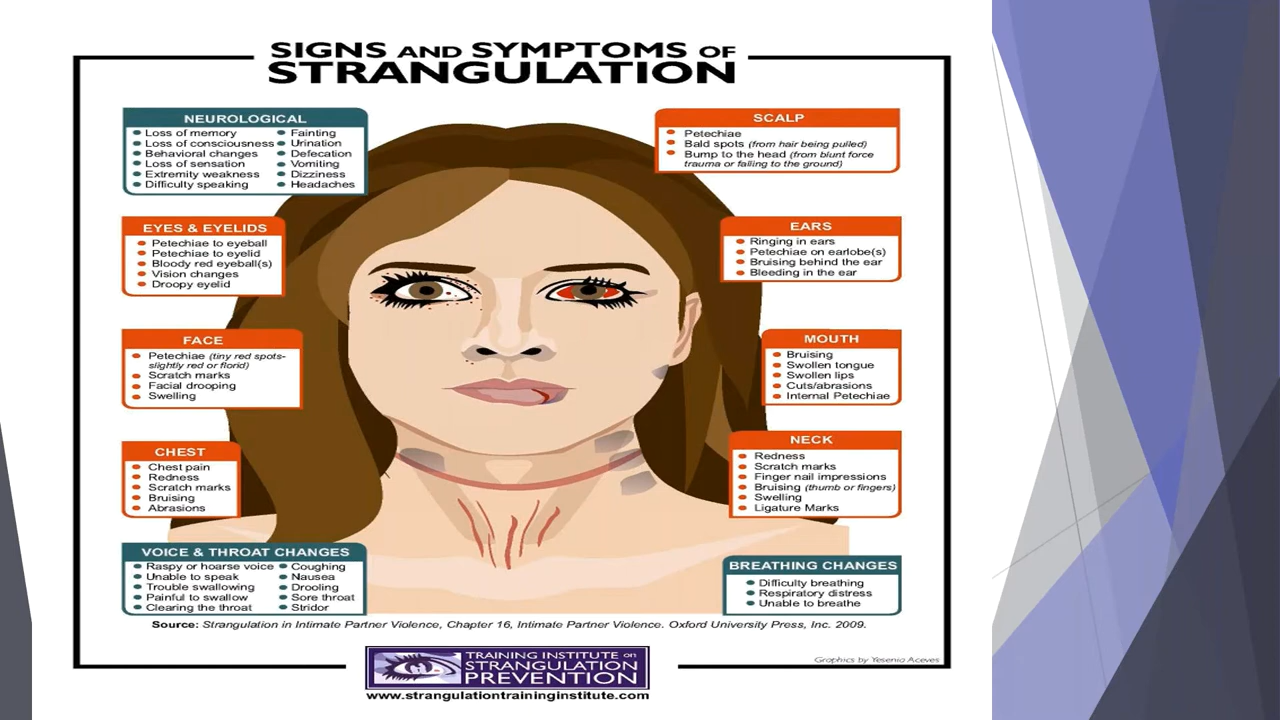 SIGNS AND SYMPTOMS OF
STRANGULATION
NEUROLOGICAL
Loss of memory
Loss of consciousness
Behavioral changes
Loss of sensation
Extremity weakness
Difficulty speaking
Fainting
Urination
Defecation
Vomiting
Dizziness
Headaches
SCALP
Petechiae
Bald spots (from hair being pulled)
Bump to the head (from blunt force
trauma or falling to the ground)
EYES & EYELIDS
Petechiae to eyeball
Petechiae to eyelid
Bloody red eyeball(s)
Vision changes
Droopy eyelid
EARS
Ringing in ears
Petechiae on earlobe(s)
Bruising behind the ear
Bleeding in the ear
FACE
Petechiae (tiny red spots-
slightly red or florid)
Scratch marks
Facial drooping
Swelling
MOUTH
Bruising
Swollen tongue
Swollen lips
Cuts/abrasions
Internal Petechiae
CHEST
Chest pain
Redness
Scratch marks
Bruising
Abrasions
NECK
Redness
Scratch marks
Finger nail impressions
Bruising (thumb or fingers)
Swelling
Ligature Marks
VOICE & THROAT CHANGES
Raspy or hoarse voice
Unable to speak
Trouble swallowing
Painful to swallow
Clearing the throat
Coughing
Nausea
Drooling
Sore throat
Stridor
BREATHING CHANGES
Difficulty breathing
Respiratory distress
Unable to breathe
Source: Strangulation in Intimate Partner Violence, Chapter 16, Intimate Partner Violence. Oxford University Press, Inc. 2009.
Graphics by Yesenia Aceves
TRAINING INSTITUTE on
STRANGULATION
PREVENTION
www.strangulationtraininginstitute.com